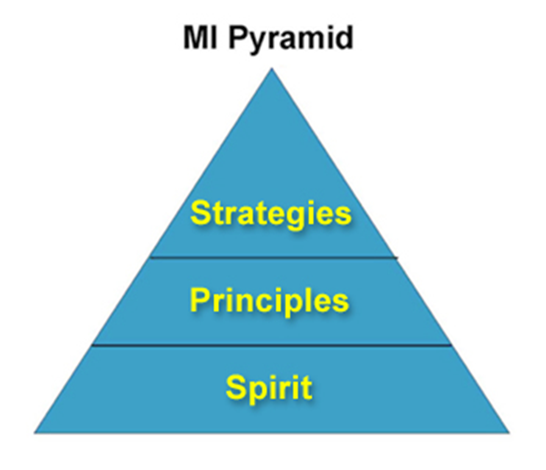 MI Pyramid
Strategies
Principles
Spirit